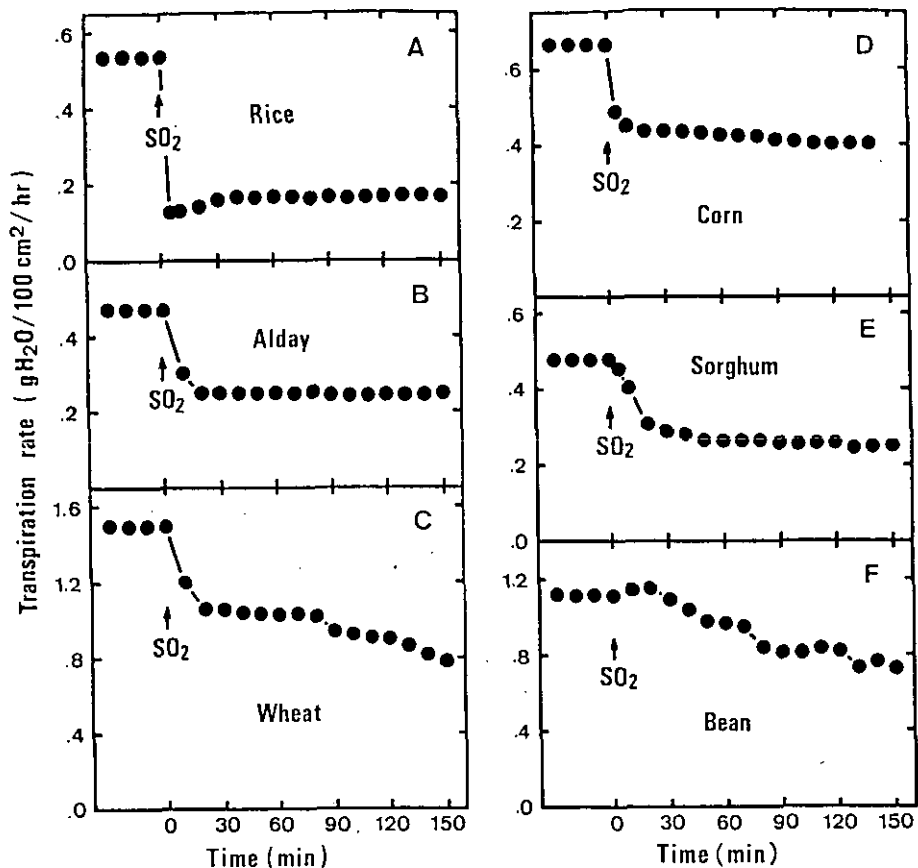 Transpiration rate (gH₂O/100 cm²/hr)
.6
.4
.2
.0
A
Rice
SO₂
.4
.2
B
Alday
SO₂
1.6
1.2
.8
.4
.0
C
Wheat
SO₂
0 30 60 90 120 150
Time (min)
.6
.4
.2
D
Corn
SO₂
.6
.4
.2
.0
E
Sorghum
SO₂
1.2
.8
.4
.0
F
Bean
SO₂
0 30 60 90 120 150
Time (min)